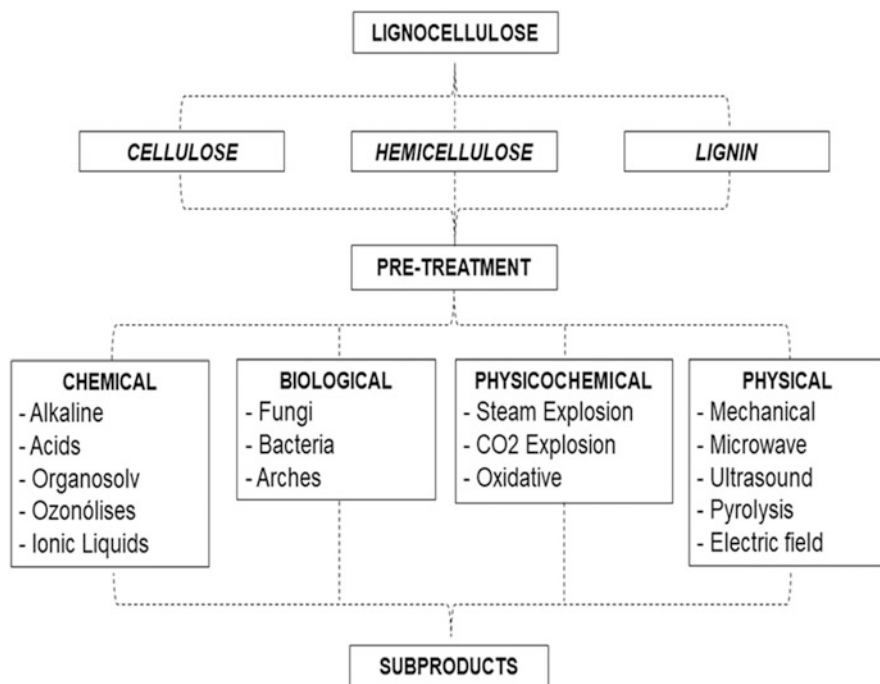 LIGNOCELLULOSE
CELLULOSE
HEMICELLULOSE
LIGNIN
PRE-TREATMENT
CHEMICAL
- Alkaline
- Acids
- Organosolv
- Ozonólises
- Ionic Liquids
BIOLOGICAL
- Fungi
- Bacteria
- Arches
PHYSICOCHEMICAL
- Steam Explosion
- CO2 Explosion
- Oxidative
PHYSICAL
- Mechanical
- Microwave
- Ultrasound
- Pyrolysis
- Electric field
SUBPRODUCTS